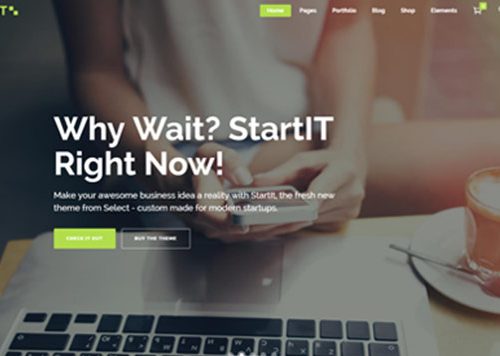 T
Home Pages Portfolio Blog Shop Elements
Why Wait? StartIT
Right Now!
Make your awesome business idea a reality with StartIt, the fresh new
theme from Select - custom made for modern startups.
CHECK IT OUT BUY THE THEME